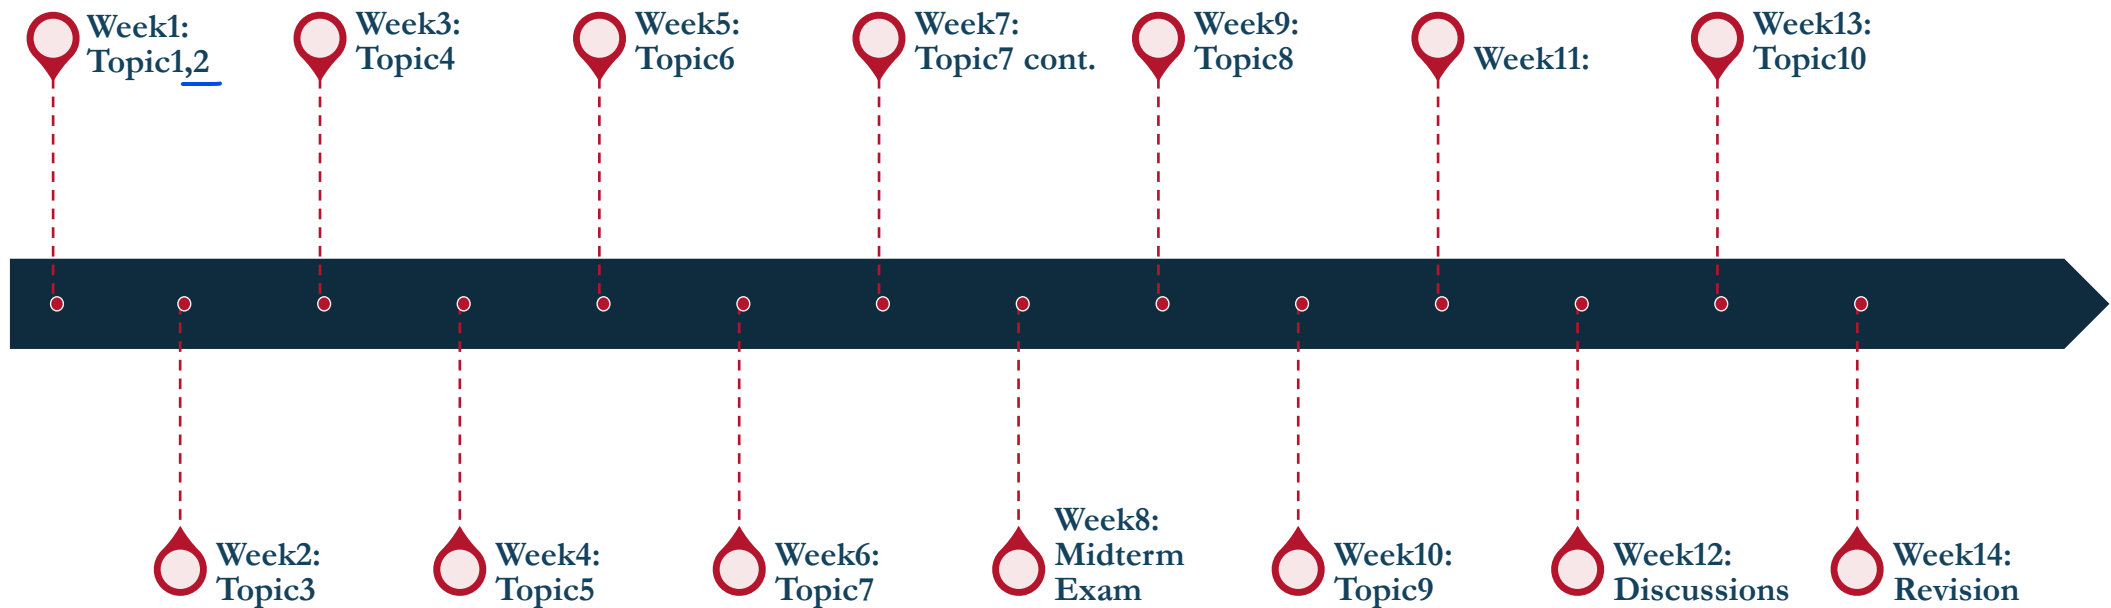 Week1:
Topic1,2
Week3:
Topic4
Week5:
Topic6
Week7:
Topic7 cont.
Week9:
Topic8
Week11:
Week13:
Topic10
Week2:
Topic3
Week4:
Topic5
Week6:
Topic7
Week8:
Midterm
Exam
Week10:
Topic9
Week12:
Discussions
Week14:
Revision